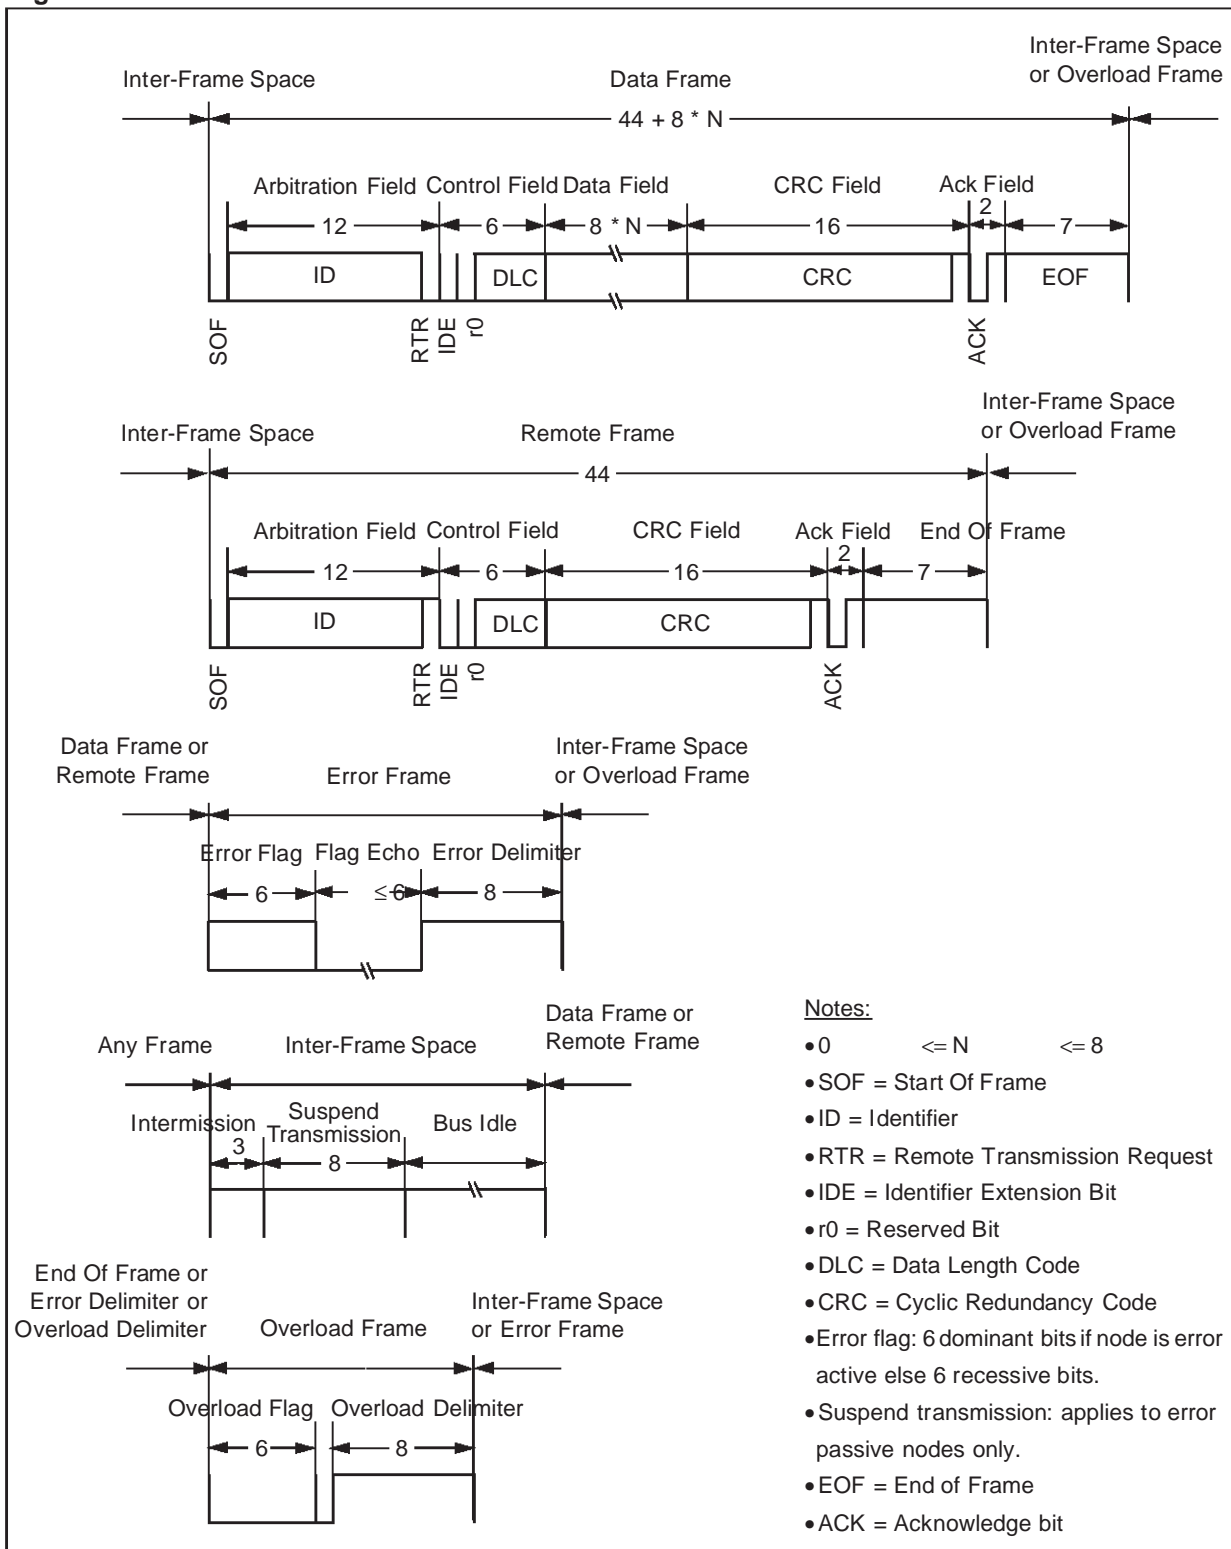 Inter-Frame Space
Data Frame
Inter-Frame Space
or Overload Frame
44 + 8 * N
Arbitration Field
Control Field
Data Field
CRC Field
Ack Field
12
6
8 * N
16
2
7
ID
DLC
CRC
EOF
SOF
RTR
IDE
r0
ACK
Inter-Frame Space
Remote Frame
Inter-Frame Space
or Overload Frame
44
Arbitration Field
Control Field
CRC Field
Ack Field
End Of Frame
12
6
16
2
7
ID
DLC
CRC
SOF
RTR
IDE
r0
ACK
Data Frame or
Remote Frame
Error Frame
Inter-Frame Space
or Overload Frame
Error Flag
Flag Echo
Error Delimiter
6
≤ 6
8
Any Frame
Inter-Frame Space
Data Frame or
Remote Frame
Intermission
Suspend
Transmission
Bus Idle
3
8
End Of Frame or
Error Delimiter or
Overload Delimiter
Overload Frame
Inter-Frame Space
or Error Frame
Overload Flag
Overload Delimiter
6
8
Notes:
•0 <= N <= 8
•SOF = Start Of Frame
•ID = Identifier
•RTR = Remote Transmission Request
•IDE = Identifier Extension Bit
•r0 = Reserved Bit
•DLC = Data Length Code
•CRC = Cyclic Redundancy Code
•Error flag: 6 dominant bits if node is error
active else 6 recessive bits.
•Suspend transmission: applies to error
passive nodes only.
•EOF = End of Frame
•ACK = Acknowledge bit